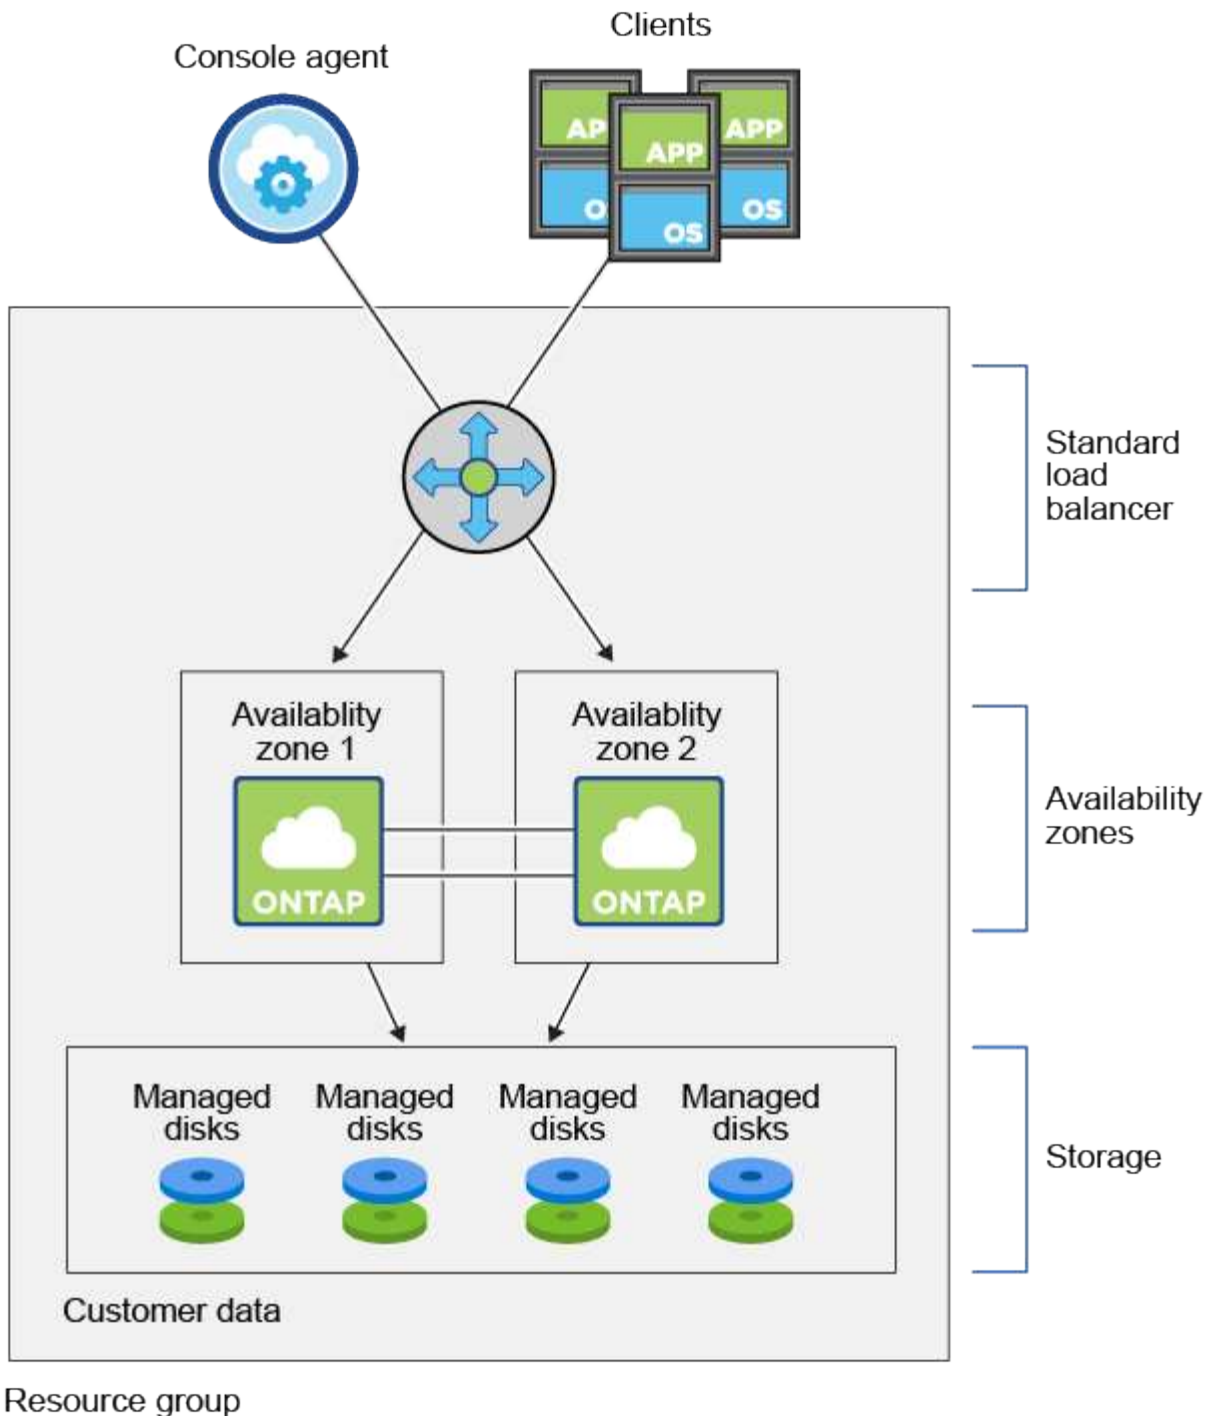 Clients
Console agent
AP
APP
APP
O
OS
OS
Standard
load
balancer
Availablity
zone 1
Availablity
zone 2
ONTAP
ONTAP
Availability
zones
Managed
disks
Managed
disks
Managed
disks
Managed
disks
Storage
Customer data
Resource group